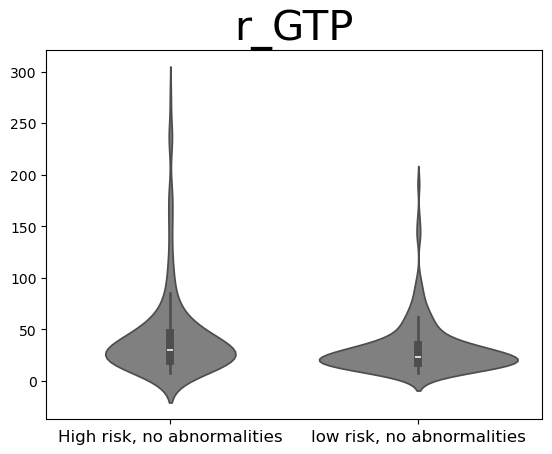 r_GTP
300
250
200
150
100
50
0
High risk, no abnormalities
low risk, no abnormalities